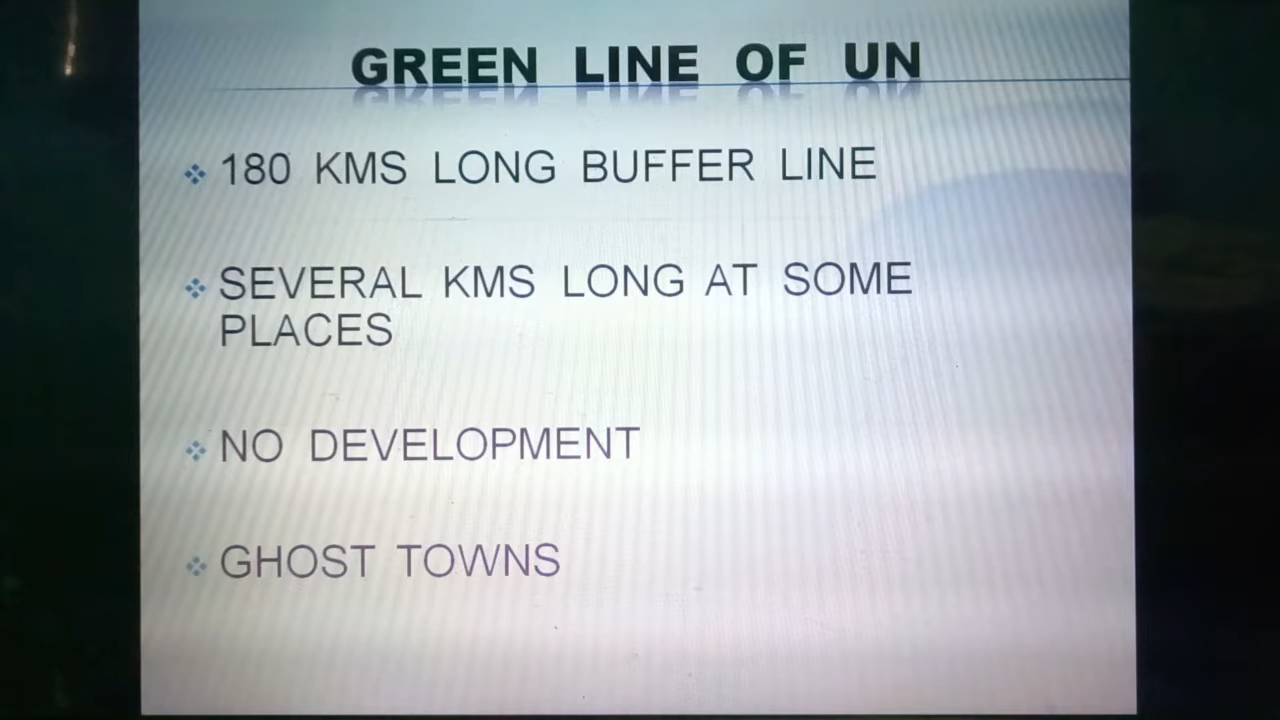 GREEN LINE OF UN
180 KMS LONG BUFFER LINE
SEVERAL KMS LONG AT SOME
PLACES
NO DEVELOPMENT
GHOST TOWNS